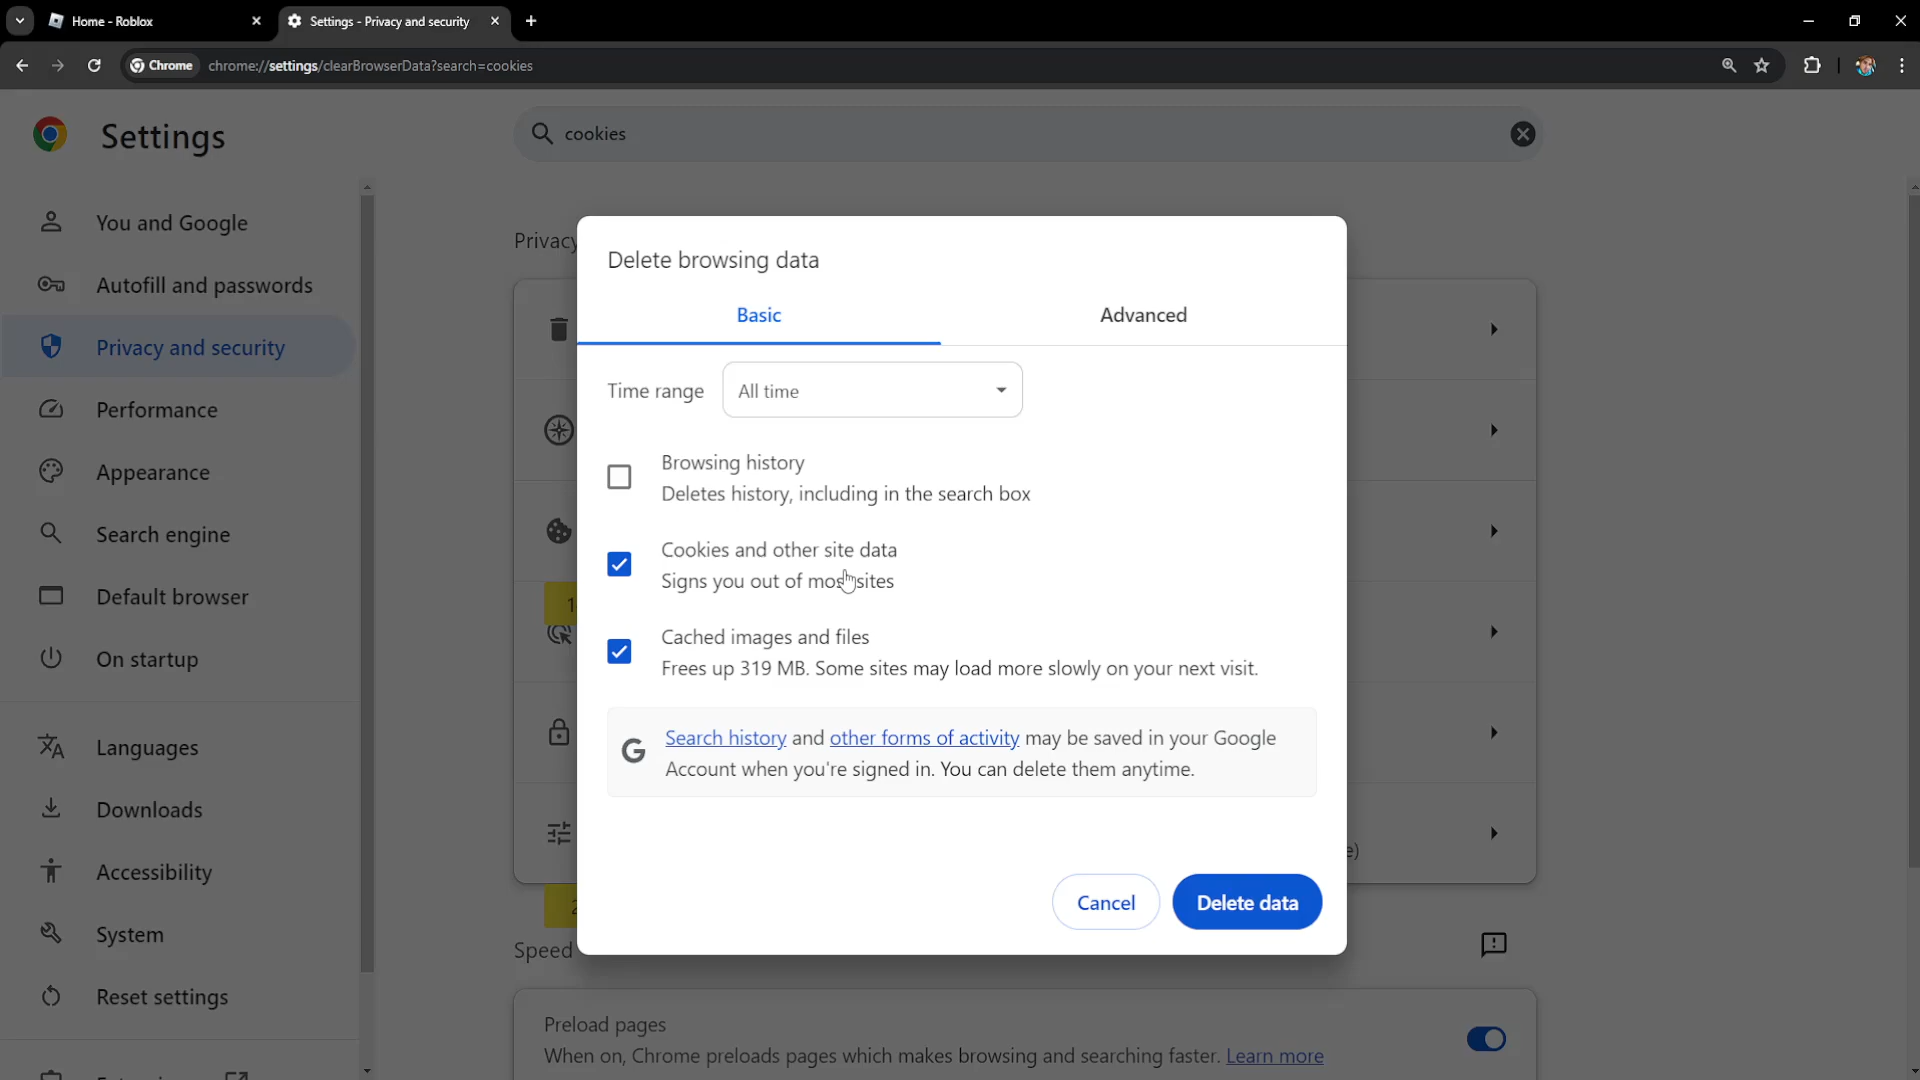 Home - Roblox
Settings - Privacy and security
Chrome
chrome://settings/clearBrowserData?search=cookies
Settings
cookies
You and Google
Autofill and passwords
Privacy and security
Performance
Appearance
Search engine
Default browser
On startup
Languages
Downloads
Accessibility
System
Reset settings
Privacy
Delete browsing data
Basic
Advanced
Time range
All time
Browsing history
Deletes history, including in the search box
Cookies and other site data
Signs you out of most sites
Cached images and files
Frees up 319 MB. Some sites may load more slowly on your next visit.
Search history and other forms of activity may be saved in your Google
Account when you're signed in. You can delete them anytime.
Cancel
Delete data
e)
Speed
Preload pages
When on, Chrome preloads pages which makes browsing and searching faster. Learn more